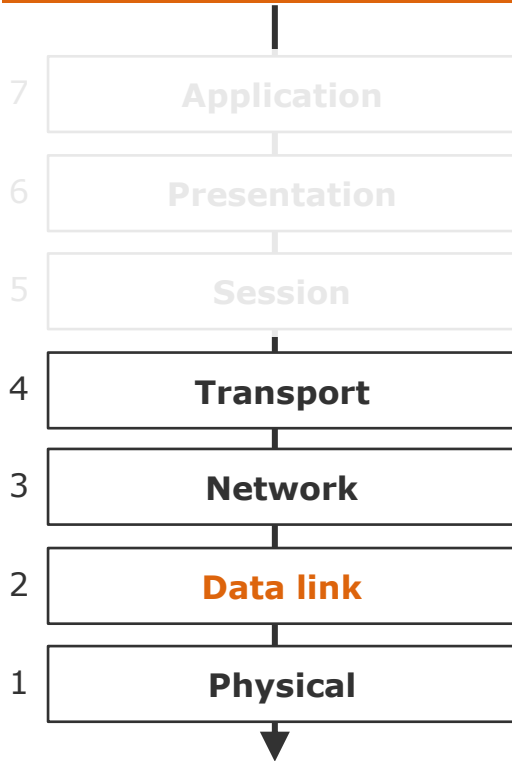 7 Application
6 Presentation
5 Session
4 Transport
3 Network
2 Data link
1 Physical